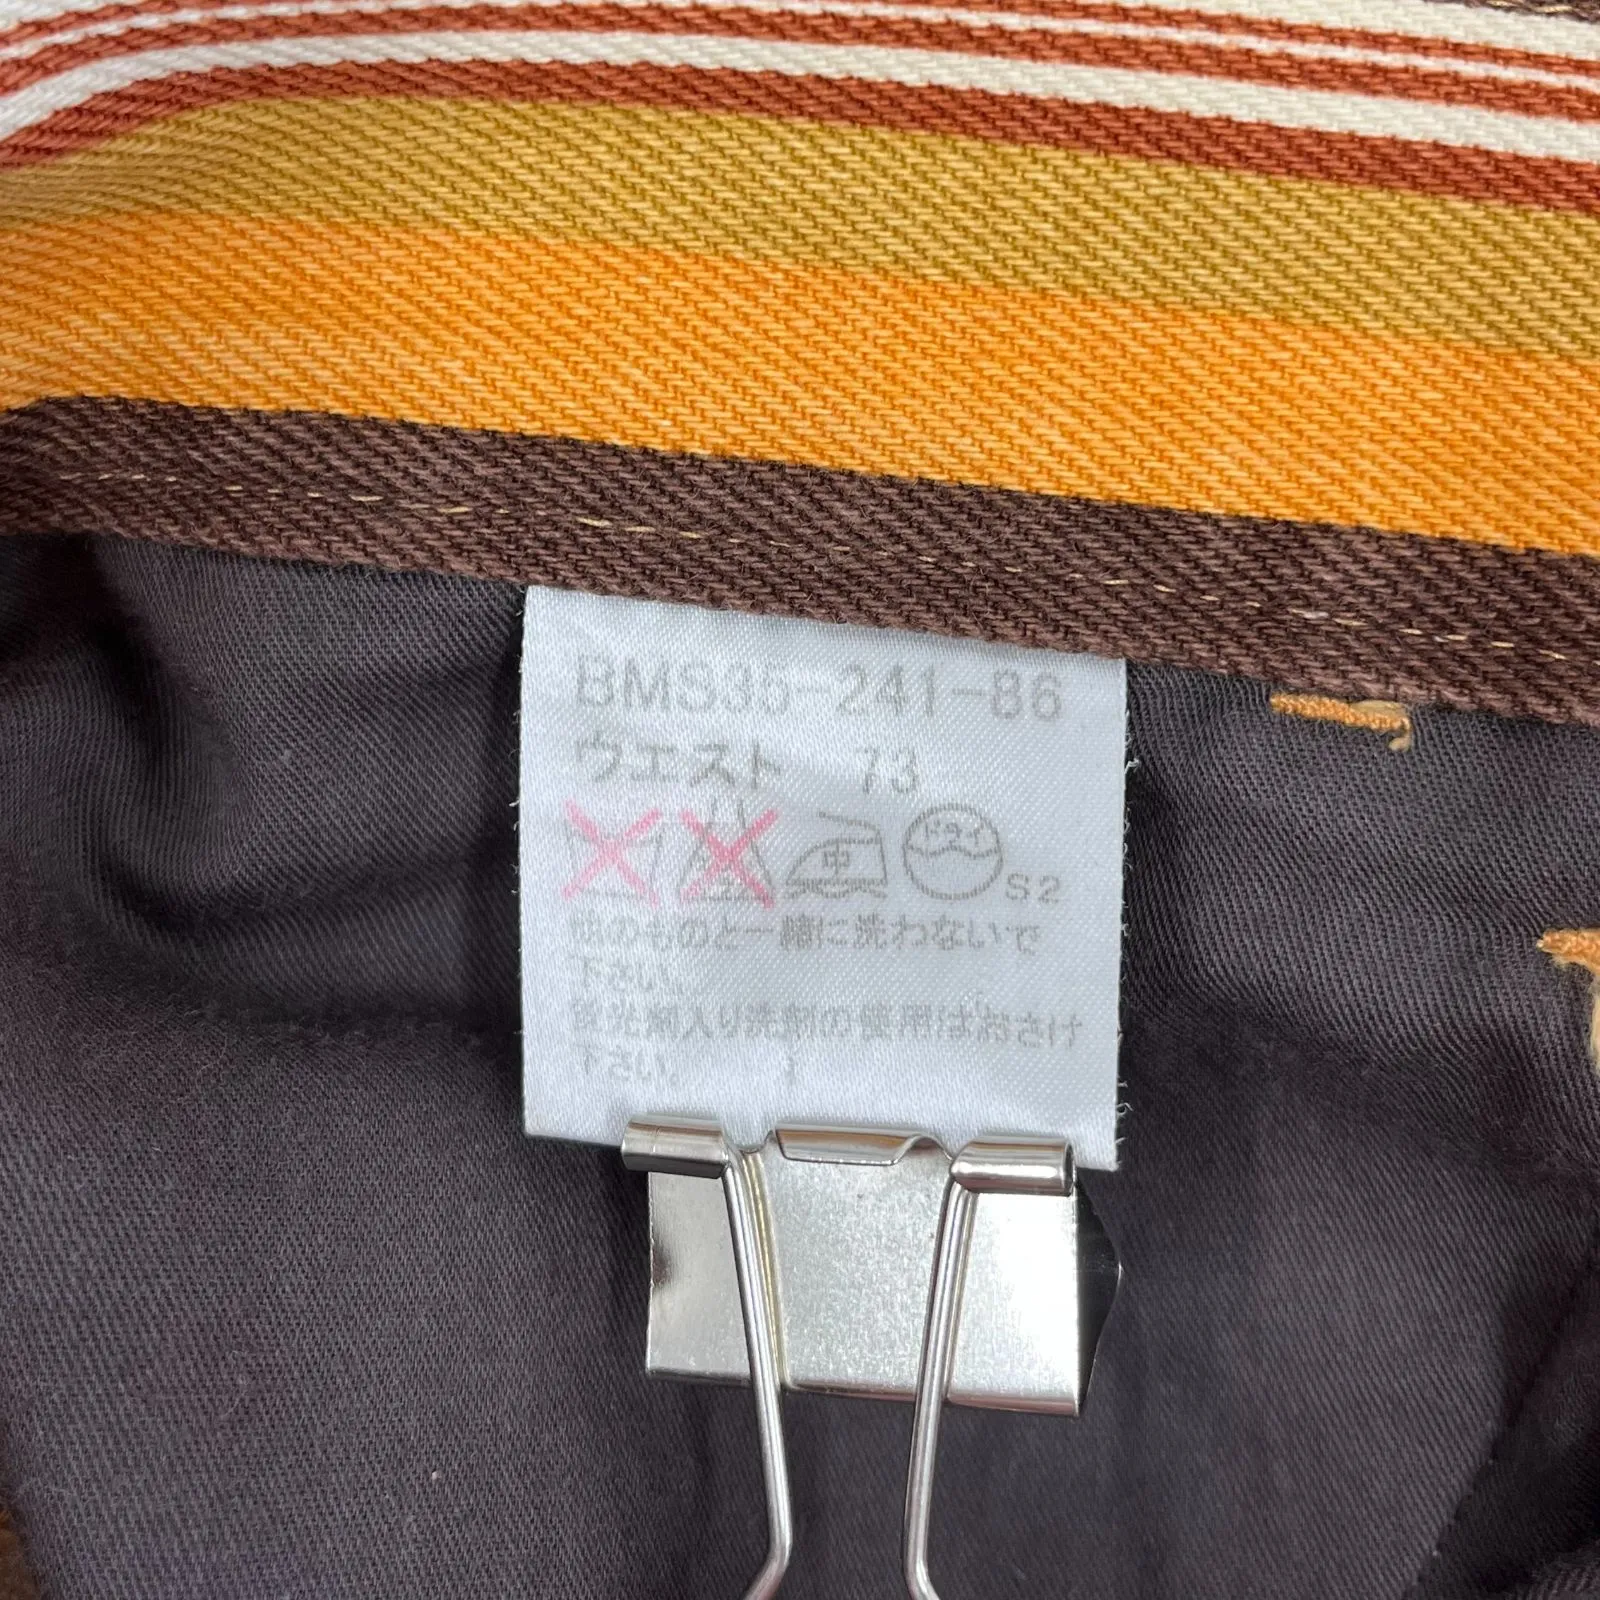 BMS35-241-86
ウエスト 73
中 ドライ S2
他のものと一緒に洗わないで
下さい。
蛍光剤入り洗剤の使用はおさけ
下さい。